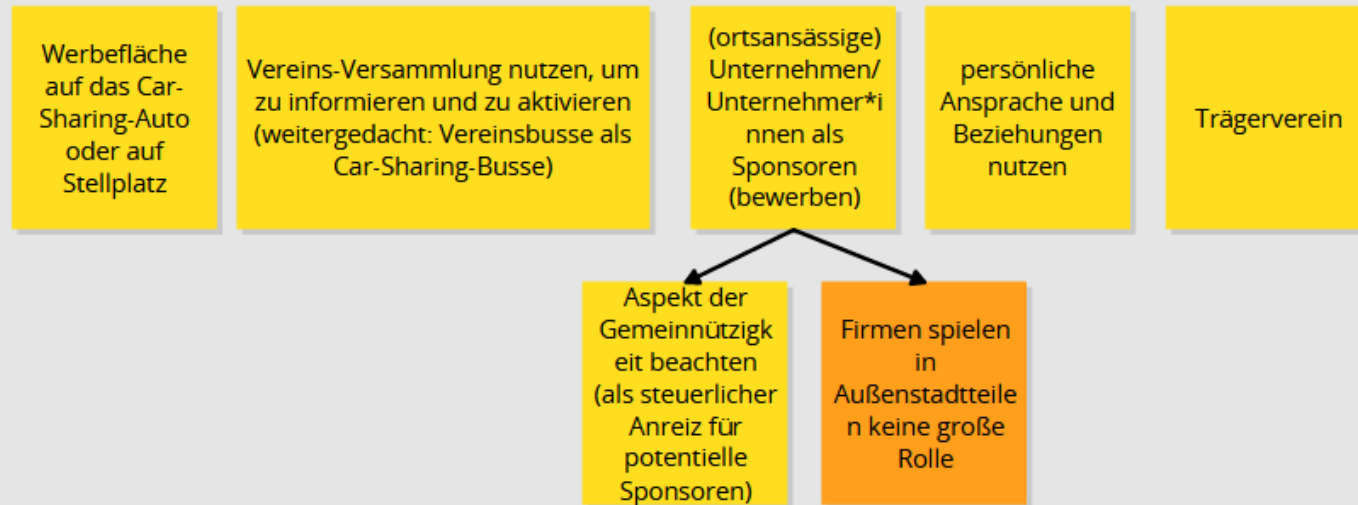 Werbefläche
auf das Car-
Sharing-Auto
oder auf
Stellplatz
Vereins-Versammlung nutzen, um
zu informieren und zu aktivieren
(weitergedacht: Vereinsbusse als
Car-Sharing-Busse)
(ortsansässige)
Unternehmen/
Unternehmer*i
nnen als
Sponsoren
(bewerben)
persönliche
Ansprache und
Beziehungen
nutzen
Trägerverein
Aspekt der
Gemeinnützigk
eit beachten
(als steuerlicher
Anreiz für
potentielle
Sponsoren)
Firmen spielen
in
Außenstadtteile
n keine große
Rolle